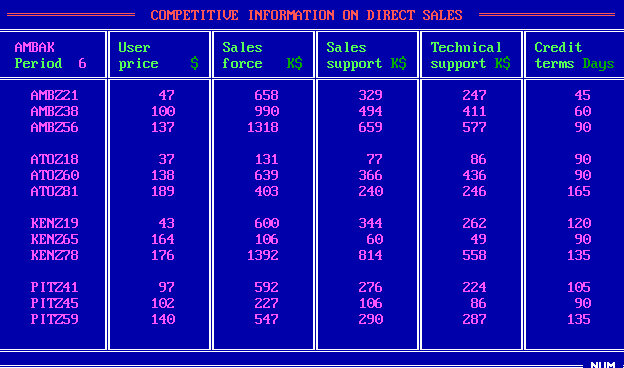 COMPETITIVE INFORMATION ON DIRECT SALES
AMBAK User Sales Sales Technical Credit
Period 6 price $ force K$ support K$ support K$ terms Days
AMBZ21 47 658 329 247 45
AMBZ38 100 990 494 411 60
AMBZ56 137 1318 659 577 90
ATOZ18 37 131 77 86 90
ATOZ60 138 639 366 436 90
ATOZ81 189 403 240 246 165
KENZ19 43 600 344 262 120
KENZ65 164 106 60 49 90
KENZ78 176 1392 814 558 135
PITZ41 97 592 276 224 105
PITZ45 102 227 106 86 90
PITZ59 140 547 290 287 135
NUM